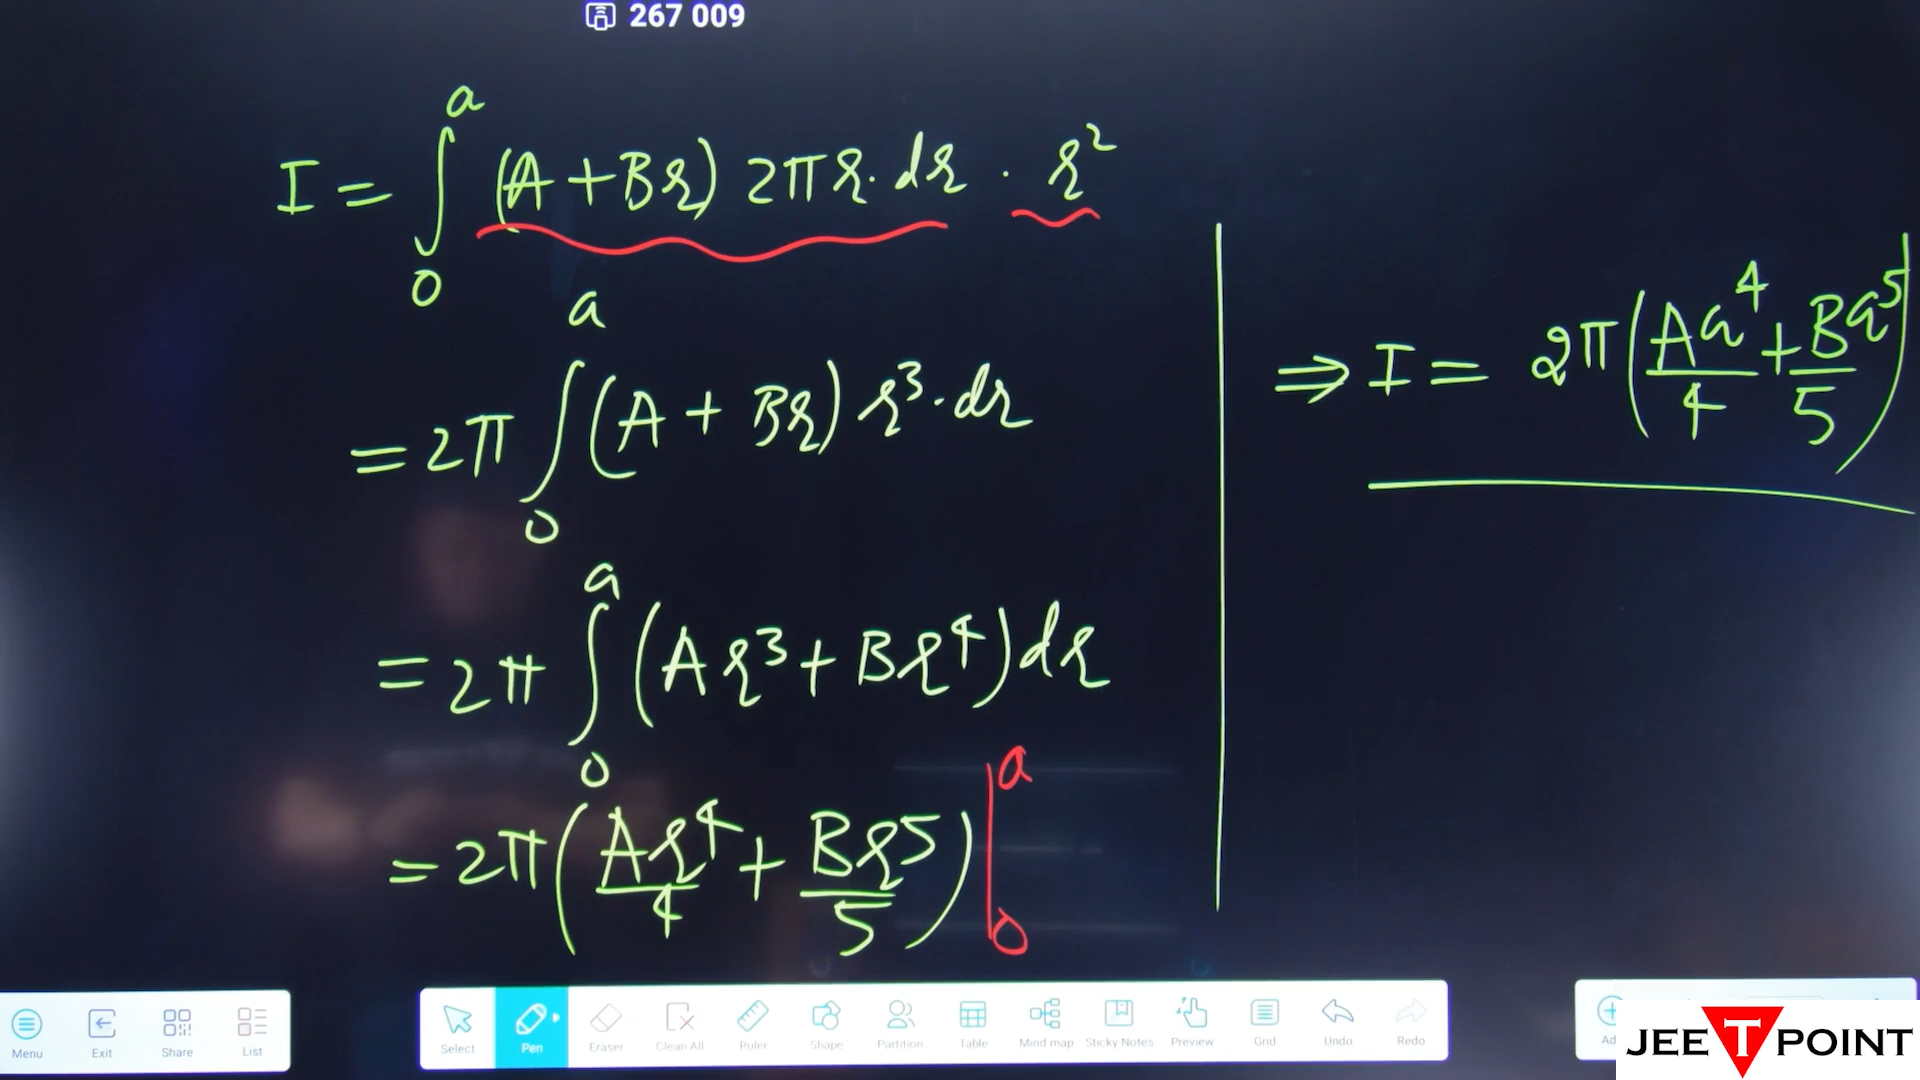 267 009
I = ∫₀ᵃ (A + Br) 2πr · dr · r²
= 2π ∫₀ᵃ (A + Br) r³ · dr
= 2π ∫₀ᵃ (Ar³ + Br⁴) dr
= 2π (Ar⁴/4 + Br⁵/5) |₀ᵃ
⇒ I = 2π (Aa⁴/4 + Ba⁵/5)
Menu Exit Share List
Select Pen Eraser Clean All Ruler Shape Partition Table Mind map Sticky Notes Preview Grid Undo Redo
JEE T POINT